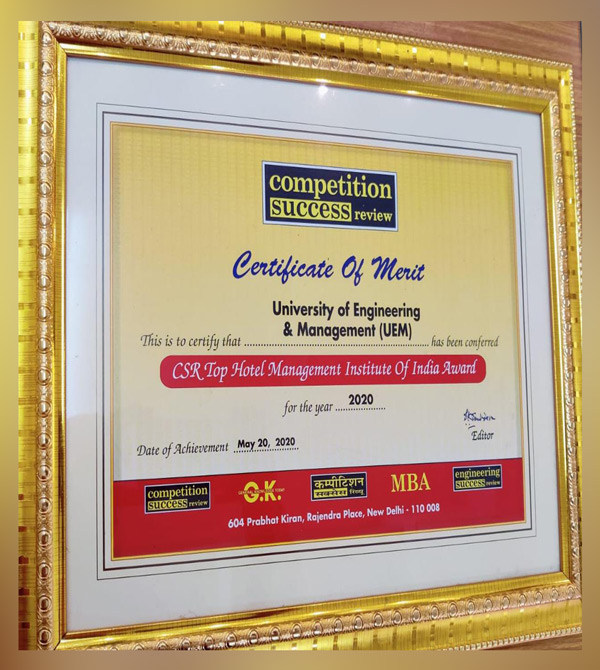 competition
success review
Certificate Of Merit
University of Engineering
& Management (UEM)
This is to certify that ........................ has been conferred
CSR Top Hotel Management Institute Of India Award
for the year 2020
Editor
Date of Achievement May 20, 2020
competition
success review
O.K.
कम्पीटिशन
MBA
engineering
success review
604 Prabhat Kiran, Rajendra Place, New Delhi - 110 008